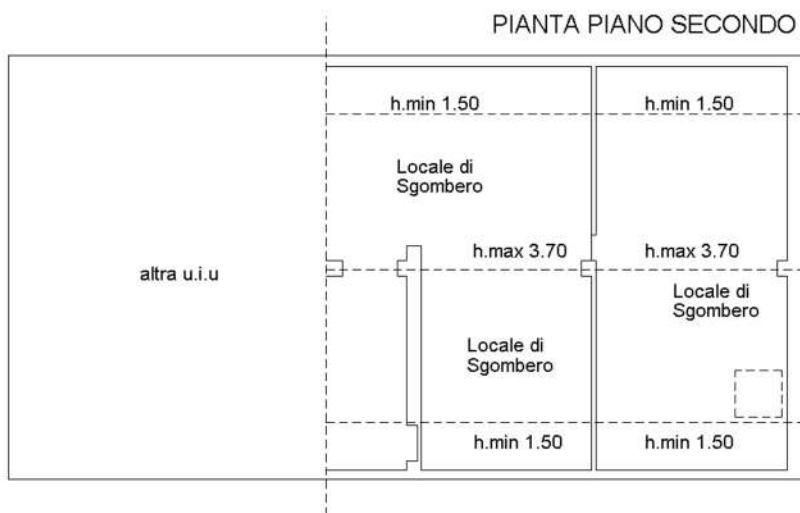 PIANTA PIANO SECONDO
h.min 1.50
h.min 1.50
Locale di
Sgombero
h.max 3.70
h.max 3.70
altra u.i.u
Locale di
Sgombero
Locale di
Sgombero
h.min 1.50
h.min 1.50